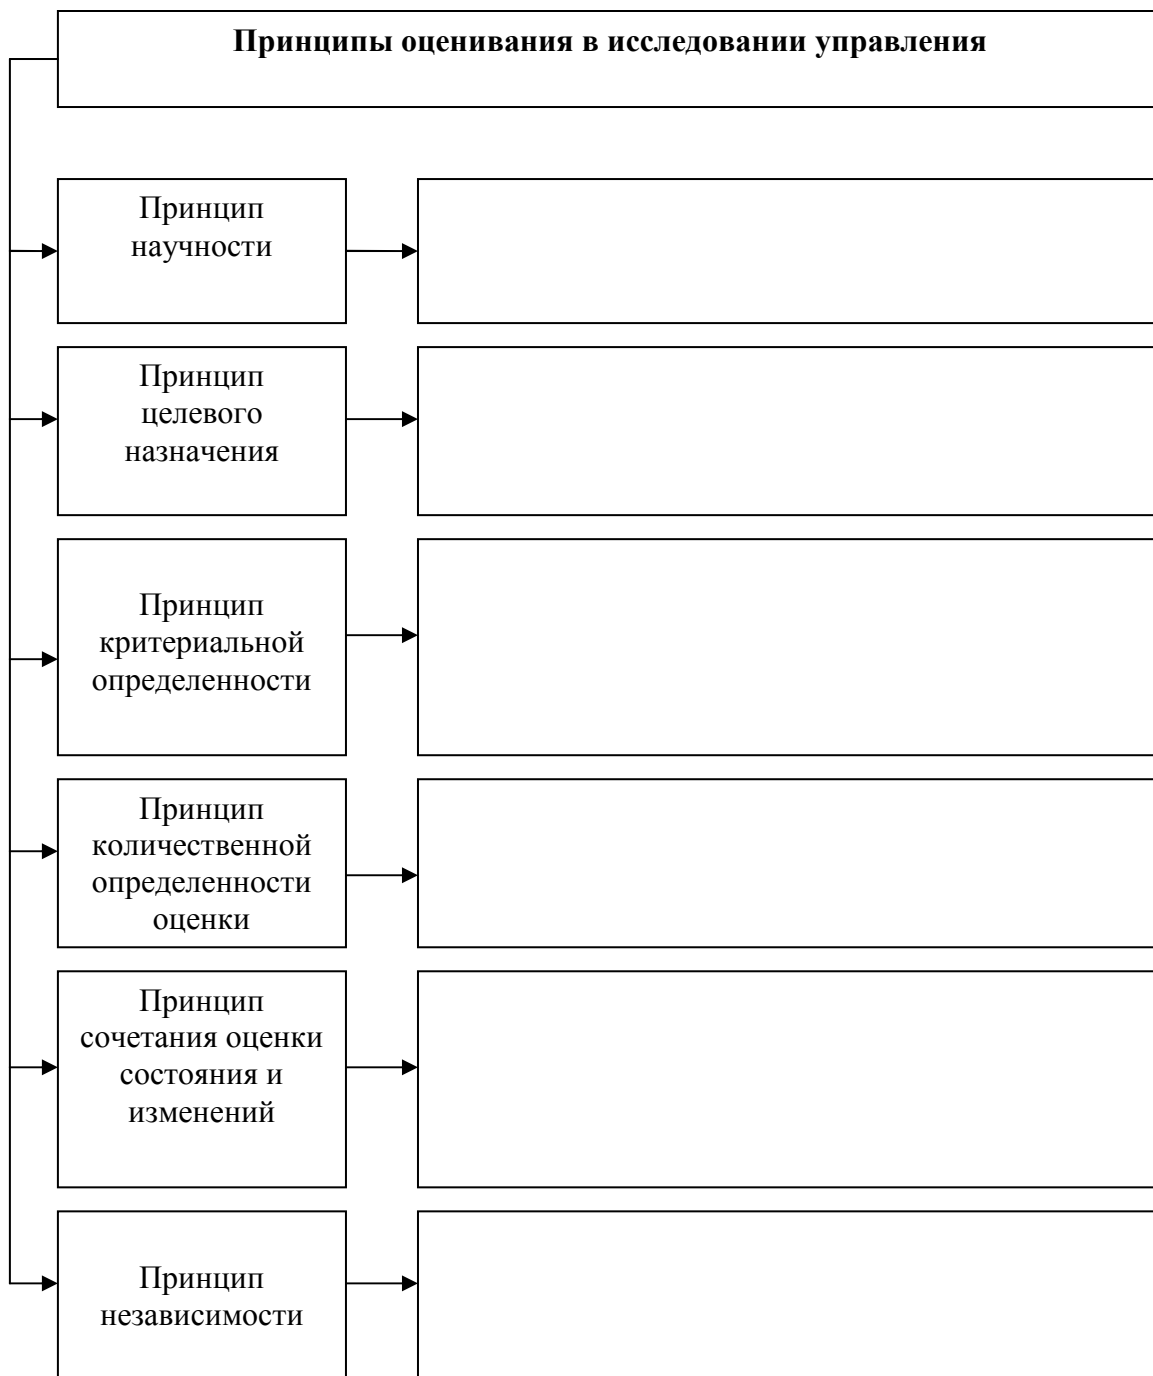 Принципы оценивания в исследовании управления
Принцип
научности
Принцип
целевого
назначения
Принцип
критериальной
определенности
Принцип
количественной
определенности
оценки
Принцип
сочетания оценки
состояния и
изменений
Принцип
независимости